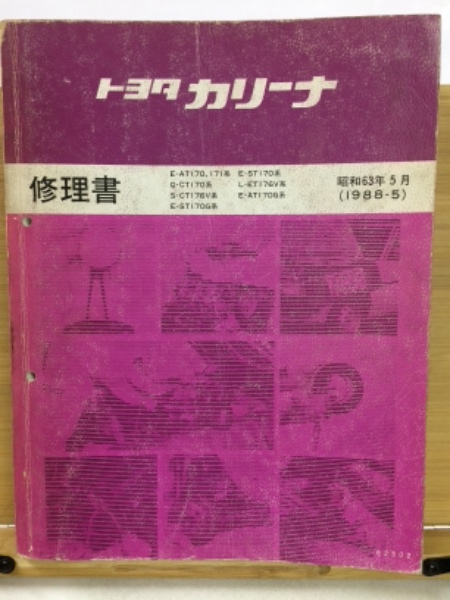 トヨタ カリーナ
修理書
E-AT170,171系 E-ST170系
Q-CT170系 L-ET176V系
S-CT176V系 E-AT170G系
E-ST170G系
昭和63年5月
(1988-5)
62302